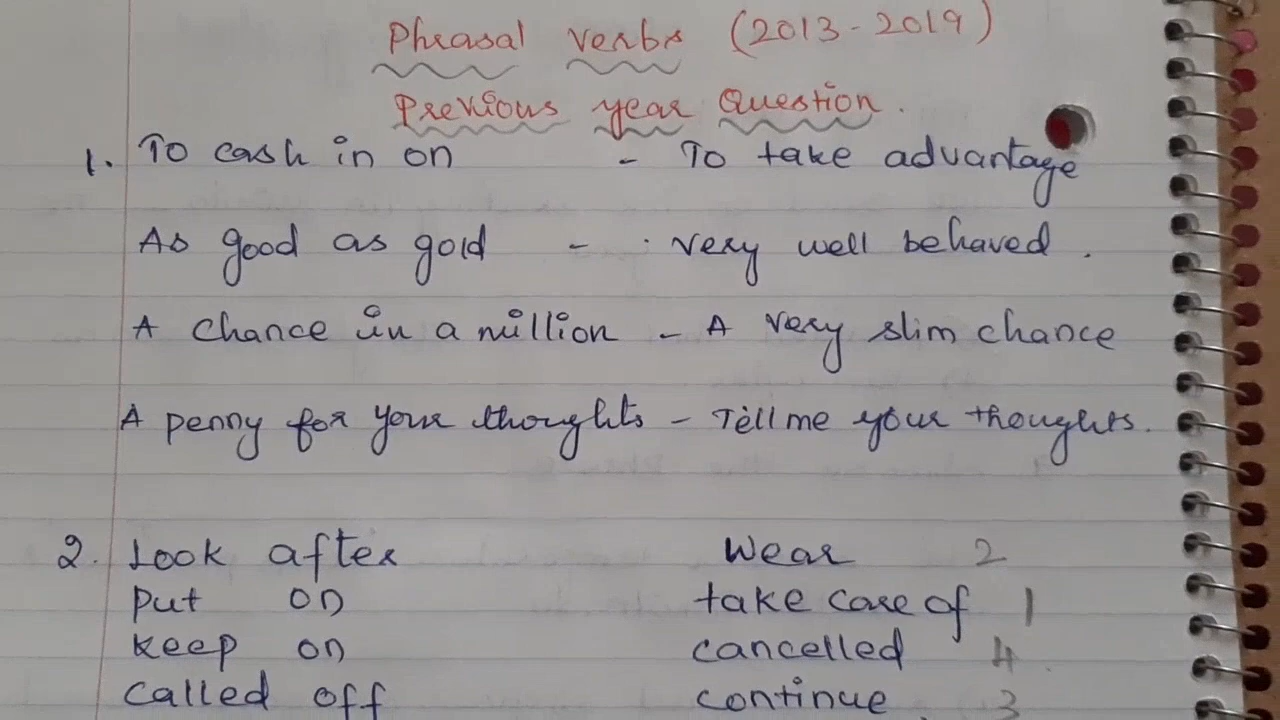 Phrasal verbs (2013-2019)
Previous year Question.
1. To cash in on - To take advantage
As good as gold - very well behaved.
A chance in a million - A very slim chance
A penny for your thoughts - Tell me your thoughts.
2. Look after Wear 2
Put on take care of 1
keep on cancelled 4
called off continue 3